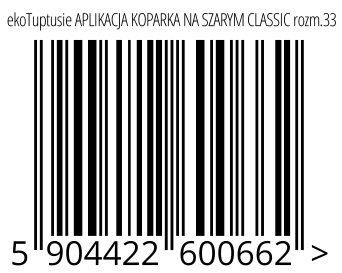 ekoTuptusie APLIKACJA KOPARKA NA SZARYM CLASSIC rozm.33
5 904422 600662 >